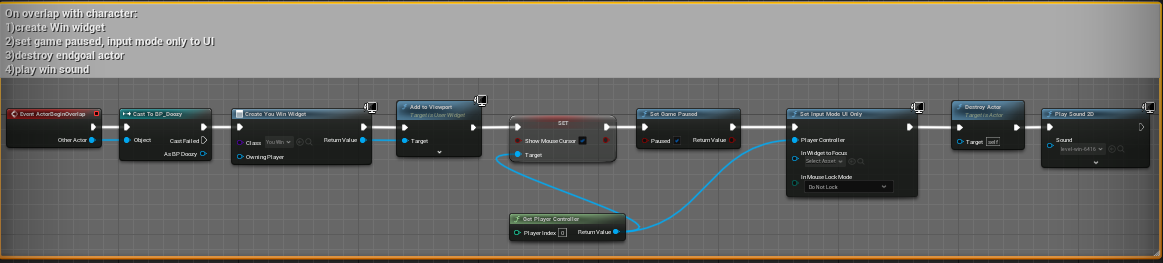 On overlap with character:
1)create Win widget
2)set game paused, input mode only to UI
3)destroy endgoal actor
4)play win sound
Event ActorBeginOverlap
Other Actor
Cast To BP_Doozy
Object
Cast Failed
As BP Doozy
Create You Win Widget
Class
You Win
Return Value
Owning Player
Add to Viewport
Target is User Widget
Target
SET
Show Mouse Cursor
Target
Get Player Controller
Player Index 0
Return Value
Set Game Paused
Paused
Return Value
Set Input Mode UI Only
Player Controller
In Widget to Focus
Select Asset
In Mouse Lock Mode
Do Not Lock
Destroy Actor
Target is Actor
Target self
Play Sound 2D
Sound
level-win-6416